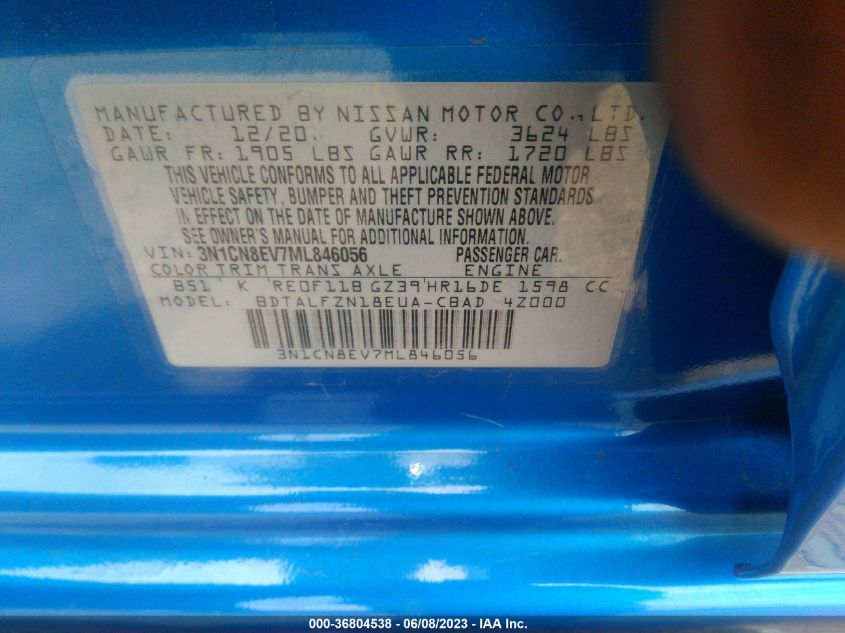 MANUFACTURED BY NISSAN MOTOR CO., LTD.
DATE: 12/20. GVWR: 3624 LBS
GAWR FR: 1905 LBS GAWR RR: 1720 LBS
THIS VEHICLE CONFORMS TO ALL APPLICABLE FEDERAL MOTOR
VEHICLE SAFETY, BUMPER AND THEFT PREVENTION STANDARDS
IN EFFECT ON THE DATE OF MANUFACTURE SHOWN ABOVE.
SEE OWNER'S MANUAL FOR ADDITIONAL INFORMATION.
VIN: 3N1CN8EV7ML846056 PASSENGER CAR.
COLOR TRIM TRANS AXLE ENGINE
B51 K RE0F11B GZ39 HR16DE 1598 CC
MODEL: BDTALFZN18EUA-CBAD 4Z000
3N1CN8EV7ML846056
000-36804538 - 06/08/2023 - IAA Inc.